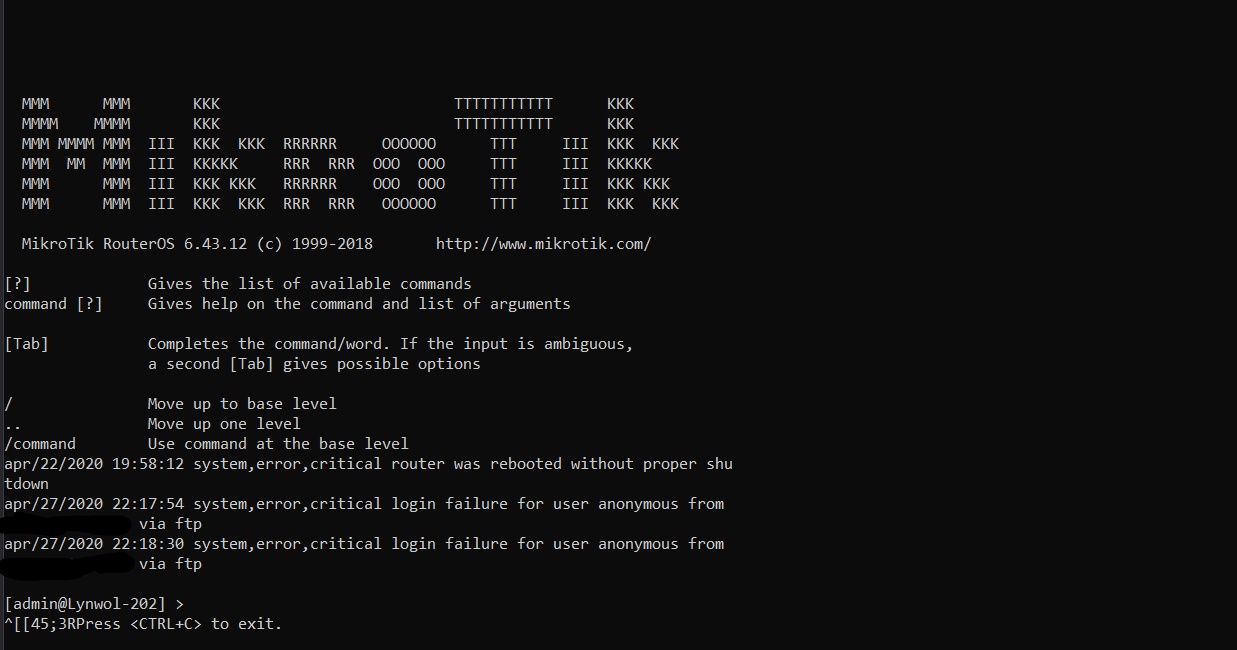 MMM      MMM       KKK                          TTTTTTTTTTT      KKK
MMMM    MMMM       KKK                          TTTTTTTTTTT      KKK
MMM MMMM MMM  III  KKK  KKK  RRRRRR     OOOOOO      TTT     III  KKK  KKK
MMM  MM  MMM  III  KKKKK     RRR  RRR  OOO  OOO     TTT     III  KKKKK
MMM      MMM  III  KKK KKK   RRRRRR    OOO  OOO     TTT     III  KKK KKK
MMM      MMM  III  KKK  KKK  RRR  RRR   OOOOOO      TTT     III  KKK  KKK
MikroTik RouterOS 6.43.12 (c) 1999-2018       http://www.mikrotik.com/
[?]             Gives the list of available commands
command [?]     Gives help on the command and list of arguments
[Tab]           Completes the command/word. If the input is ambiguous,
a second [Tab] gives possible options
/               Move up to base level
..              Move up one level
/command        Use command at the base level
apr/22/2020 19:58:12 system,error,critical router was rebooted without proper shu
tdown
apr/27/2020 22:17:54 system,error,critical login failure for user anonymous from
via ftp
apr/27/2020 22:18:30 system,error,critical login failure for user anonymous from
via ftp
[admin@Lynwol-202] >
^[[45;3RPress <CTRL+C> to exit.